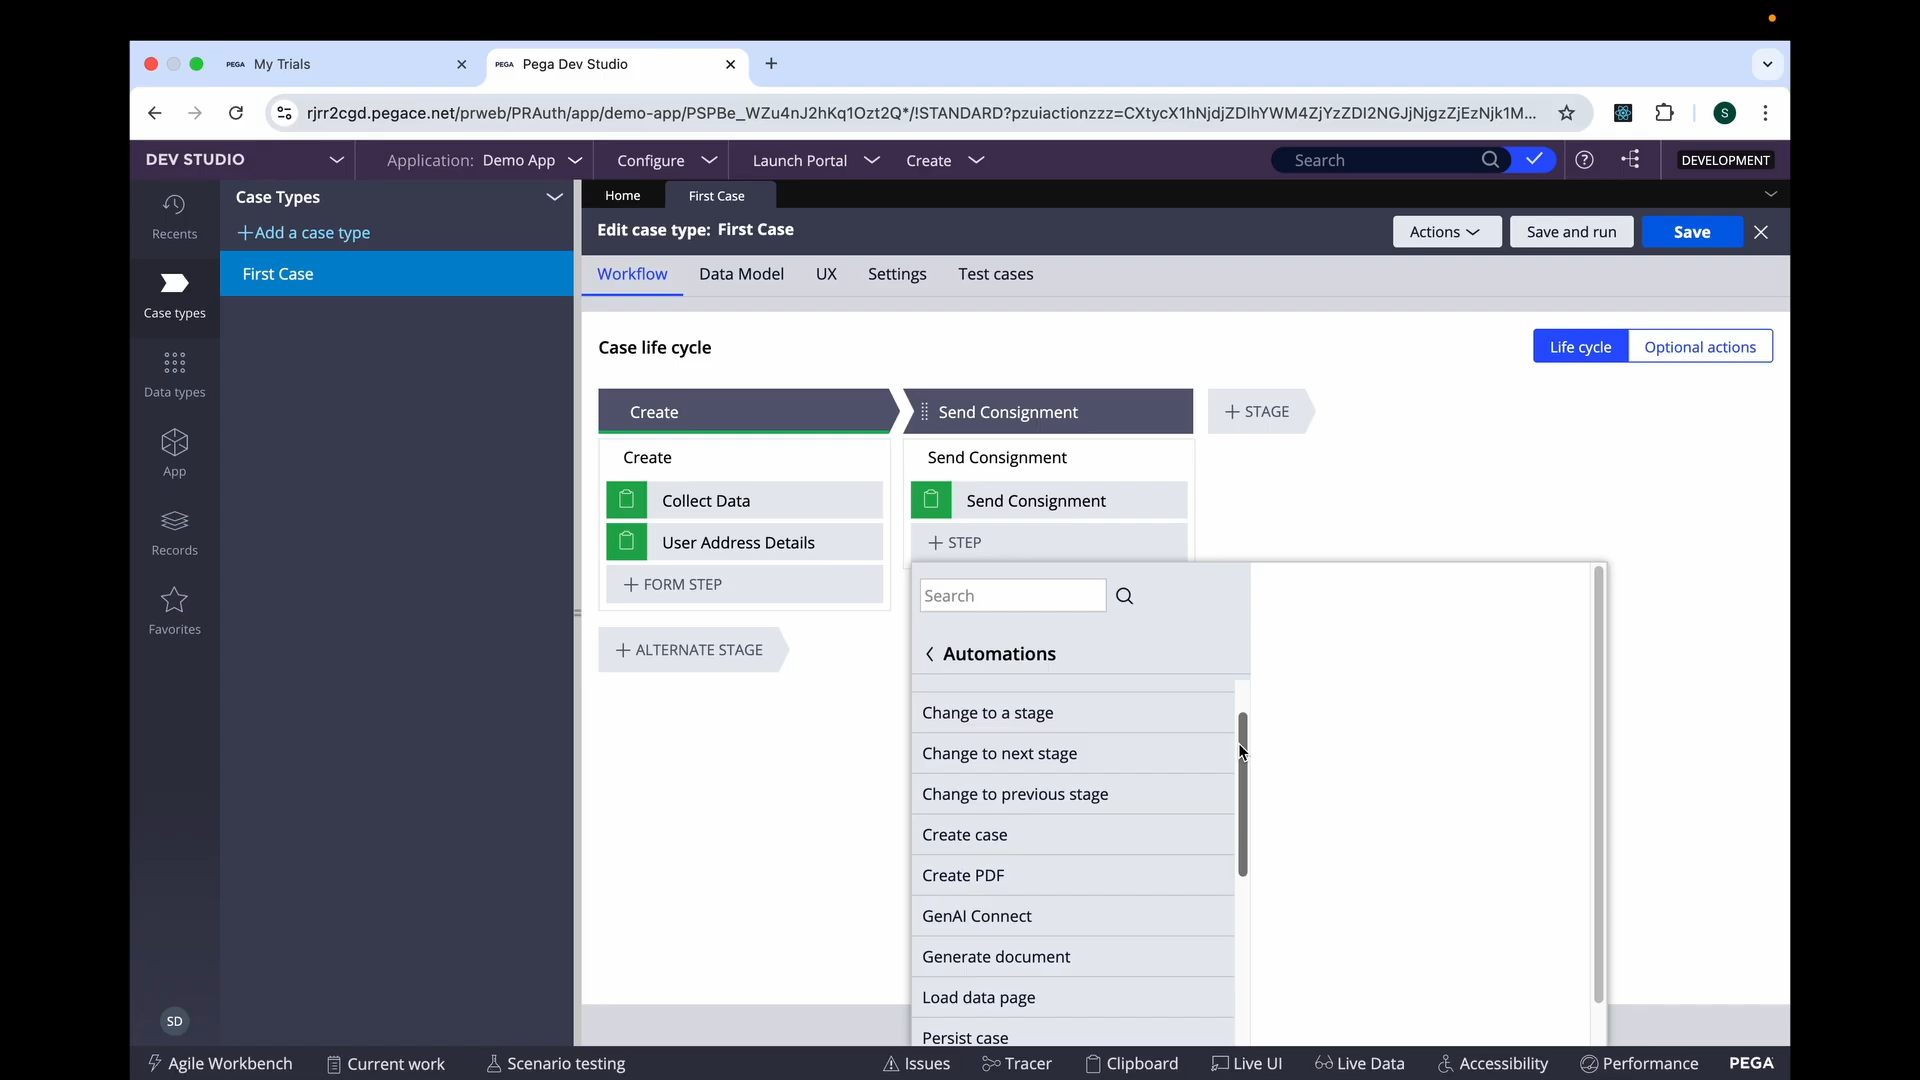 PEGA My Trials
PEGA Pega Dev Studio
rjrr2cgd.pegace.net/prweb/PRAuth/app/demo-app/PSPBe_WZu4nJ2hKq1Ozt2Q*/!STANDARD?pzuiactionzzz=CXtycX1hNjdjZDlhYWM4ZjYzZDI2NGJjNjgzZjEzNjk1M...
S
DEV STUDIO
Application: Demo App
Configure
Launch Portal
Create
Search
DEVELOPMENT
Recents
Case types
Data types
App
Records
Favorites
SD
Case Types
Add a case type
First Case
Home
First Case
Edit case type: First Case
Actions
Save and run
Save
Workflow
Data Model
UX
Settings
Test cases
Case life cycle
Life cycle
Optional actions
Create
Send Consignment
+ STAGE
Create
Collect Data
User Address Details
+ FORM STEP
+ ALTERNATE STAGE
Send Consignment
Send Consignment
+ STEP
Search
Automations
Change to a stage
Change to next stage
Change to previous stage
Create case
Create PDF
GenAI Connect
Generate document
Load data page
Persist case
Agile Workbench
Current work
Scenario testing
Issues
Tracer
Clipboard
Live UI
Live Data
Accessibility
Performance
PEGA